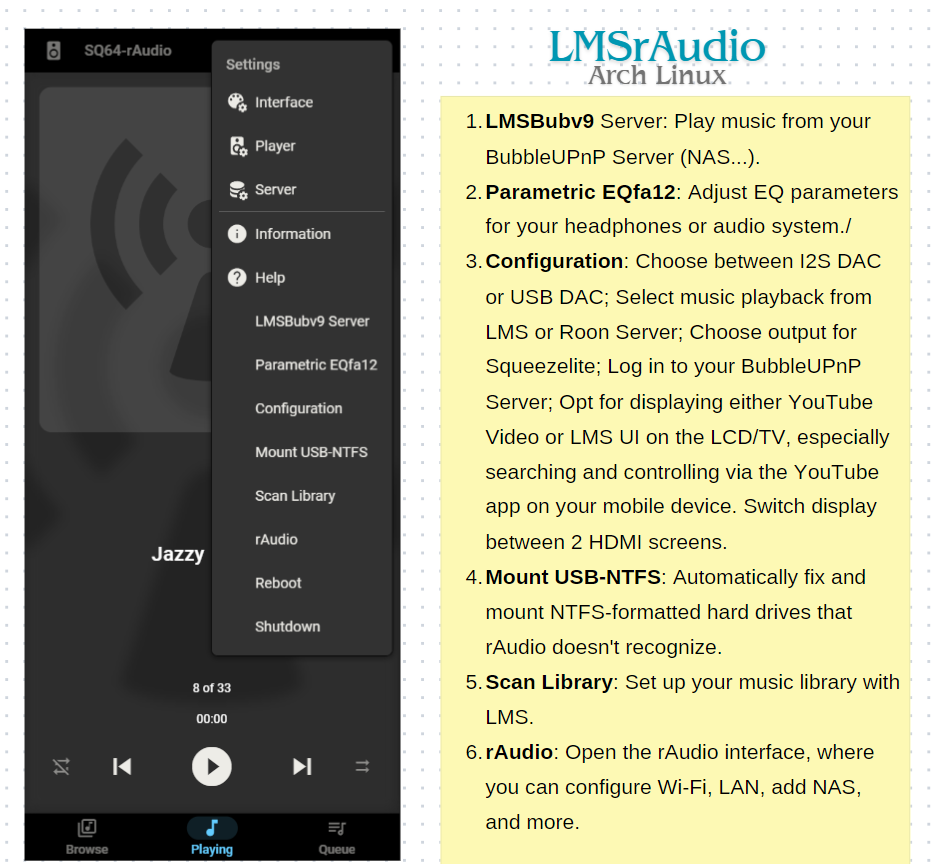 SQ64-rAudio
Settings
Interface
Player
Server
Information
Help
LMSBubv9 Server
Parametric EQfa12
Configuration
Mount USB-NTFS
Scan Library
rAudio
Reboot
Shutdown
Jazzy
8 of 33
00:00
Browse
Playing
Queue
LMSrAudio
Arch Linux
1. LMSBubv9 Server: Play music from your
BubbleUPnP Server (NAS...).
2. Parametric EQfa12: Adjust EQ parameters
for your headphones or audio system./
3. Configuration: Choose between I2S DAC
or USB DAC; Select music playback from
LMS or Roon Server; Choose output for
Squeezelite; Log in to your BubbleUPnP
Server; Opt for displaying either YouTube
Video or LMS UI on the LCD/TV, especially
searching and controlling via the YouTube
app on your mobile device. Switch display
between 2 HDMI screens.
4. Mount USB-NTFS: Automatically fix and
mount NTFS-formatted hard drives that
rAudio doesn't recognize.
5. Scan Library: Set up your music library with
LMS.
6. rAudio: Open the rAudio interface, where
you can configure Wi-Fi, LAN, add NAS,
and more.